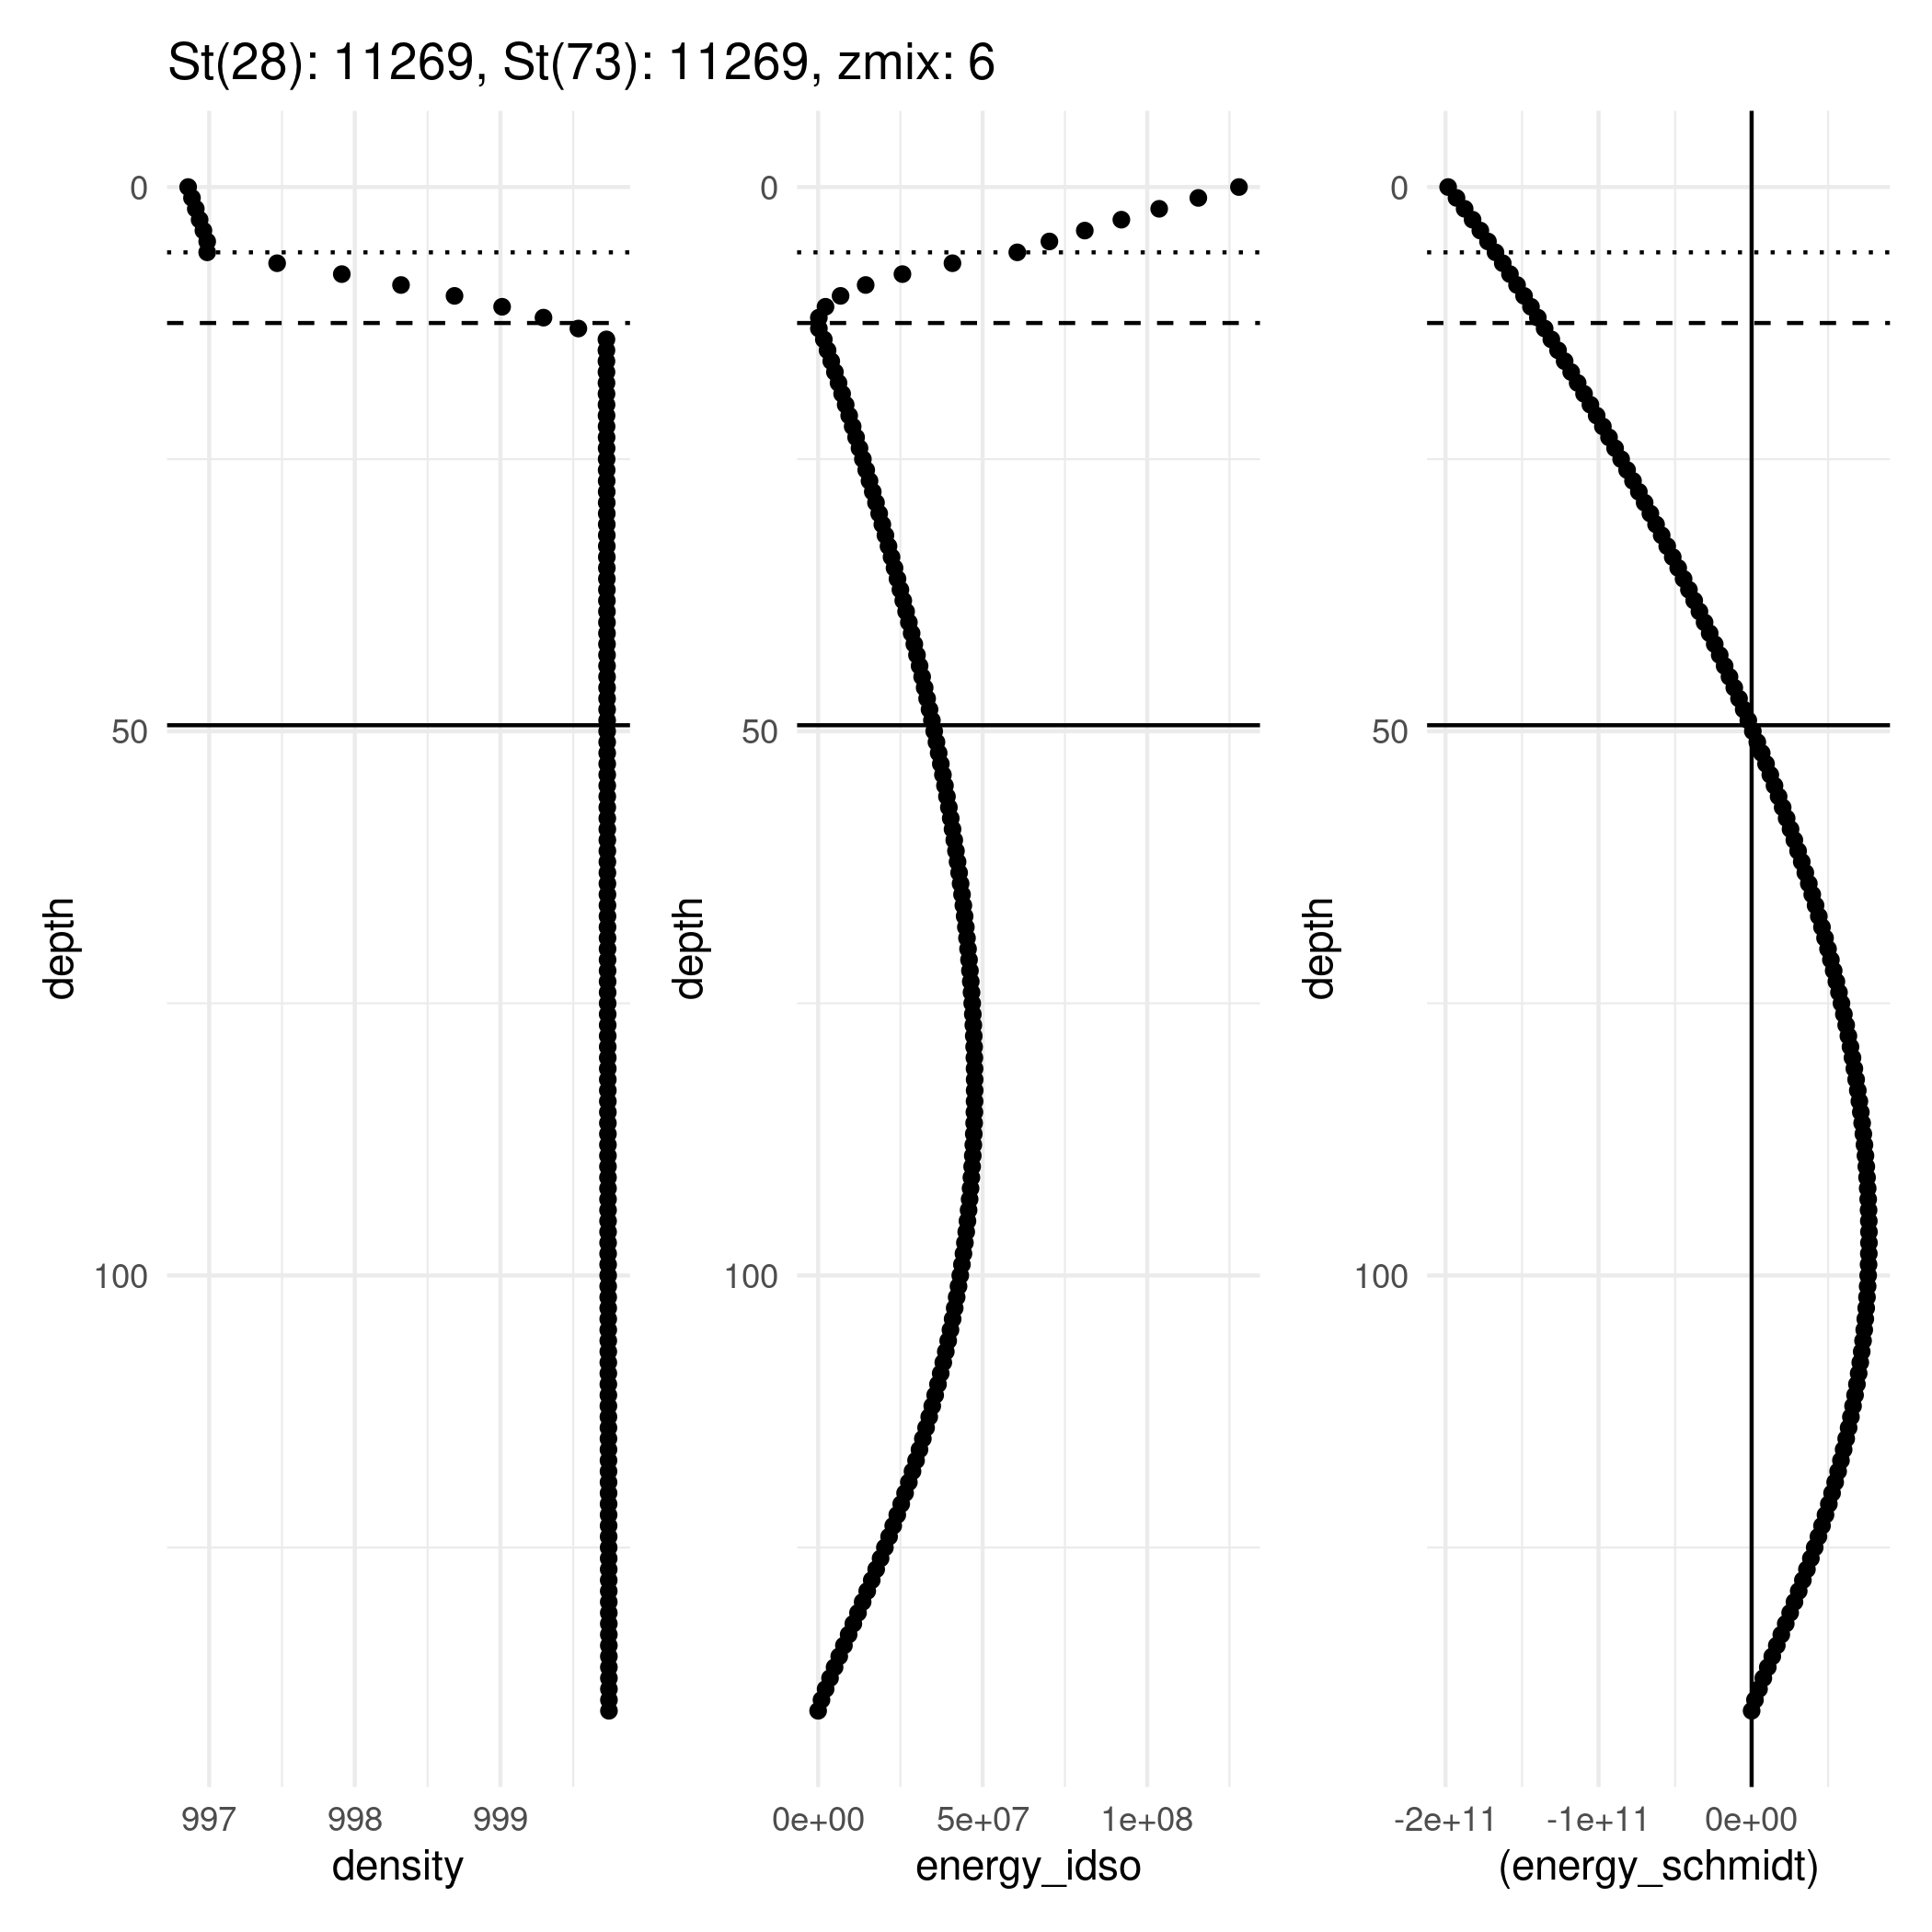 St(28): 11269, St(73): 11269, zmix: 6
0
50
100
depth
997 998 999
density
0
50
100
depth
0e+00 5e+07 1e+08
energy_idso
0
50
100
depth
-2e+11 -1e+11 0e+00
(energy_schmidt)